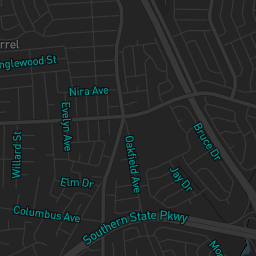 rrel
nglewood St
Nira Ave
Evelyn Ave
Willard St
Oakfield Ave
Bruce Dr
Jay Dr
Elm Dr
Columbus Ave
Southern State Pkwy
Mo